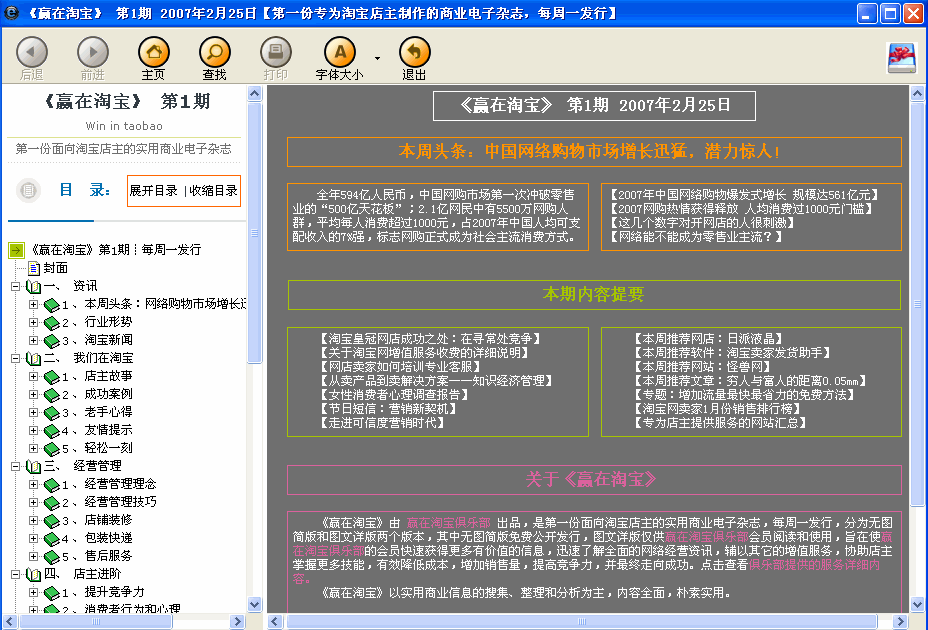 《赢在淘宝》 第1期 2007年2月25日【第一份专为淘宝店主制作的商业电子杂志，每周一发行】
后退 前进 主页 查找 打印 字体大小 退出
《赢在淘宝》 第1期
Win in taobao
第一份面向淘宝店主的实用商业电子杂志
目 录： 展开目录 |收缩目录
《赢在淘宝》第1期┊每周一发行
封面
一、 资讯
1、本周头条：网络购物市场增长迅
2、行业形势
3、淘宝新闻
二、 我们在淘宝
1、店主故事
2、成功案例
3、老手心得
4、友情提示
5、轻松一刻
三、 经营管理
1、经营管理理念
2、经营管理技巧
3、店铺装修
4、包装快递
5、售后服务
四、 店主进阶
1、提升竞争力
2、消费者行为和心理
《赢在淘宝》 第1期 2007年2月25日
本周头条：中国网络购物市场增长迅猛，潜力惊人!
全年594亿人民币，中国网购市场第一次冲破零售
业的“500亿天花板”；2.1亿网民中有5500万网购人
群，平均每人消费超过1000元，占2007年中国人均可支
配收入的7%强，标志网购正式成为社会主流消费方式。
【2007年中国网络购物爆发式增长 规模达561亿元】
【2007网购热情获得释放 人均消费过1000元门槛】
【这几个数字对开网店的人很刺激】
【网络能不能成为零售业主流？】
本期内容提要
【淘宝皇冠网店成功之处：在寻常处竞争】
【关于淘宝网增值服务收费的详细说明】
【网店卖家如何培训专业客服】
【从卖产品到卖解决方案——知识经济管理】
【女性消费者心理调查报告】
【节日短信：营销新契机】
【走进可信度营销时代】
【本周推荐网店：日派液晶】
【本周推荐软件：淘宝卖家发货助手】
【本周推荐网站：怪兽网】
【本周推荐文章：穷人与富人的距离0.05mm】
【专题：增加流量最快最省力的免费方法】
【淘宝网卖家1月份销售排行榜】
【专为店主提供服务的网站汇总】
关于《赢在淘宝》
《赢在淘宝》由 赢在淘宝俱乐部 出品，是第一份面向淘宝店主的实用商业电子杂志，每周一发行，分为无图
简版和图文详版两个版本，其中无图简版免费公开发行，图文详版仅供赢在淘宝俱乐部会员阅读和使用，旨在使赢
在淘宝俱乐部的会员快速获得更多有价值的信息，迅速了解全面的网络经营资讯，辅以其它的增值服务，协助店主
掌握更多技能，有效降低成本，增加销售量，提高竞争力，并最终走向成功。点击查看俱乐部提供的服务详细内
容。
《赢在淘宝》以实用商业信息的搜集、整理和分析为主，内容全面，朴素实用。